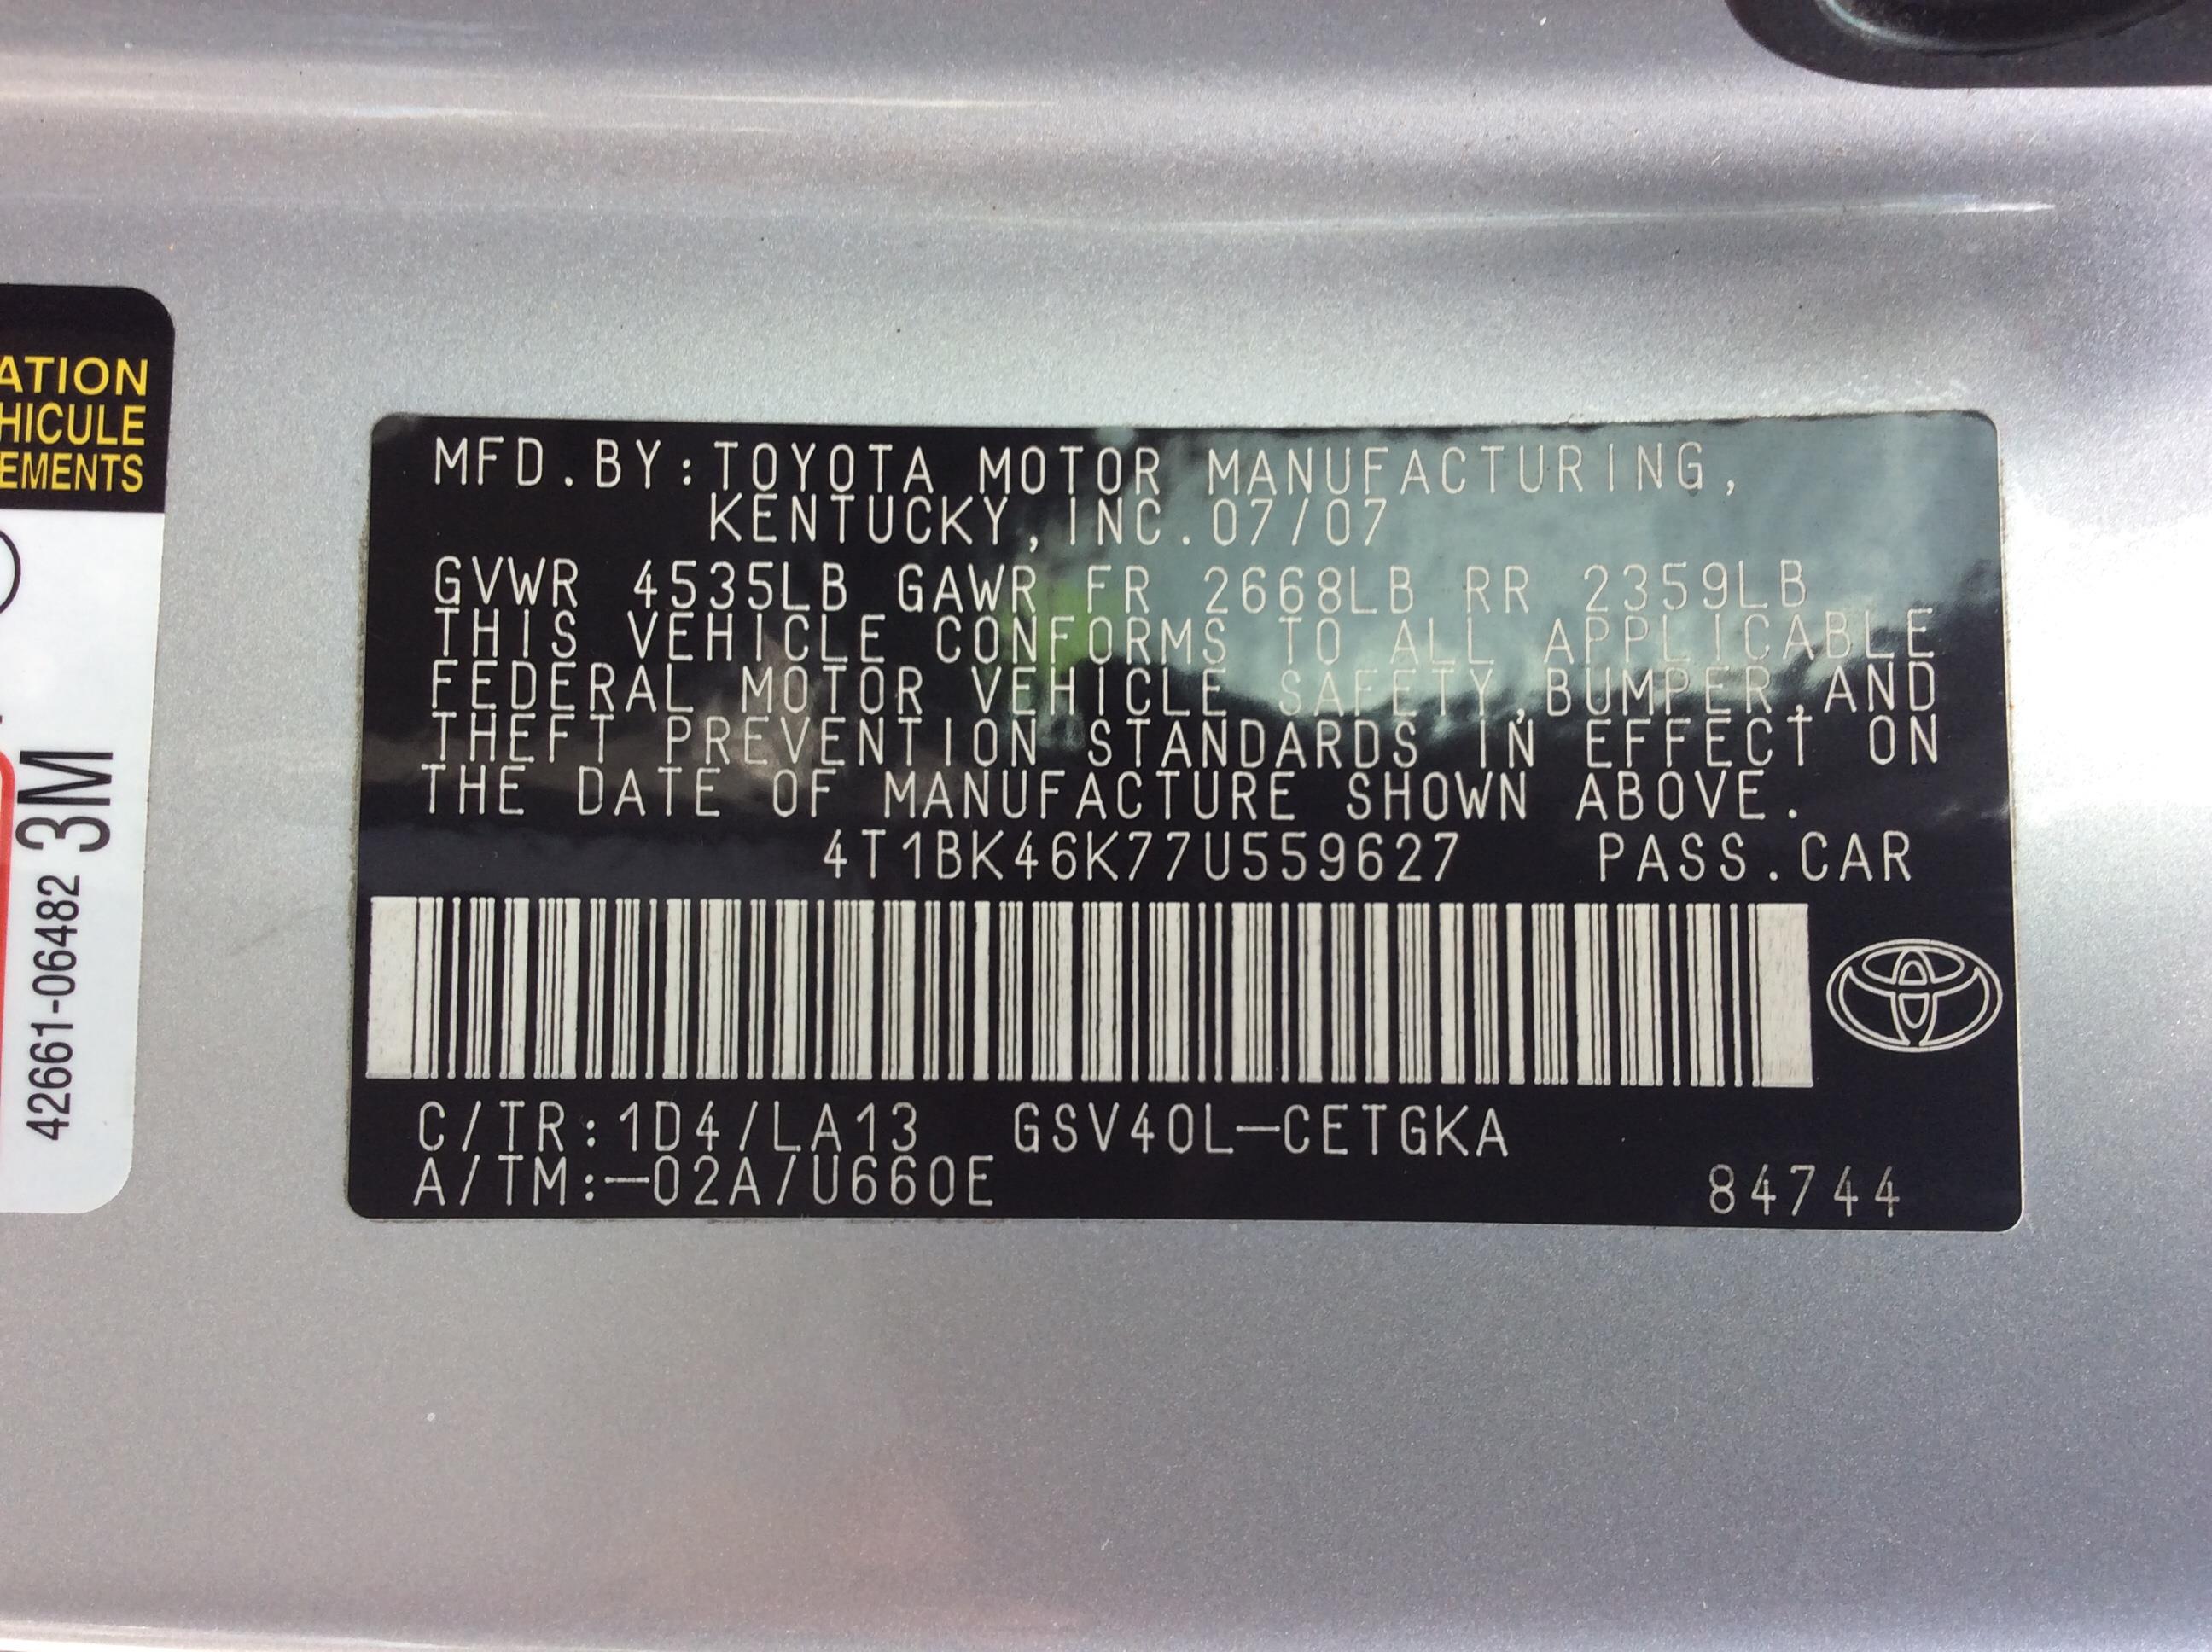 ATION
HICULE
EMENTS
42661-06482 3M
MFD.BY:TOYOTA MOTOR MANUFACTURING,
KENTUCKY,INC.07/07
GVWR 4535LB GAWR FR 2668LB RR 2359LB
THIS VEHICLE CONFORMS TO ALL APPLICABLE
FEDERAL MOTOR VEHICLE SAFETY,BUMPER,AND
THEFT PREVENTION STANDARDS IN EFFECT ON
THE DATE OF MANUFACTURE SHOWN ABOVE.
4T1BK46K77U559627 PASS.CAR
C/TR:1D4/LA13 GSV40L-CETGKA
A/TM:-02A/U660E 84744